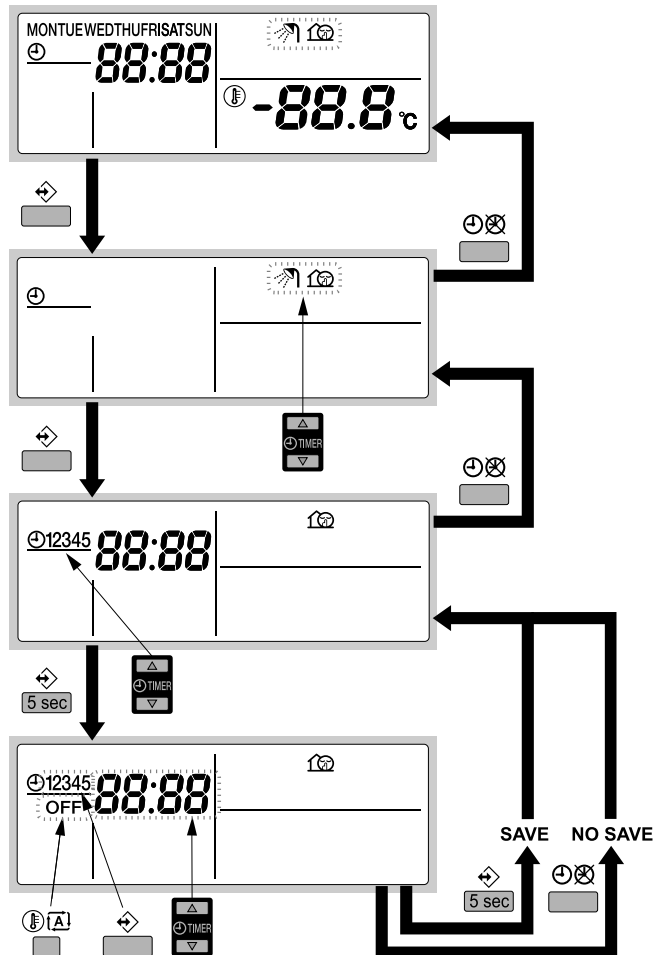 MONTUEWEDTHUFRISATSUN
88:88
-88.8 °C
TIMER
12345 88:88
TIMER
5 sec
12345 88:88
OFF
SAVE NO SAVE
5 sec
A
TIMER